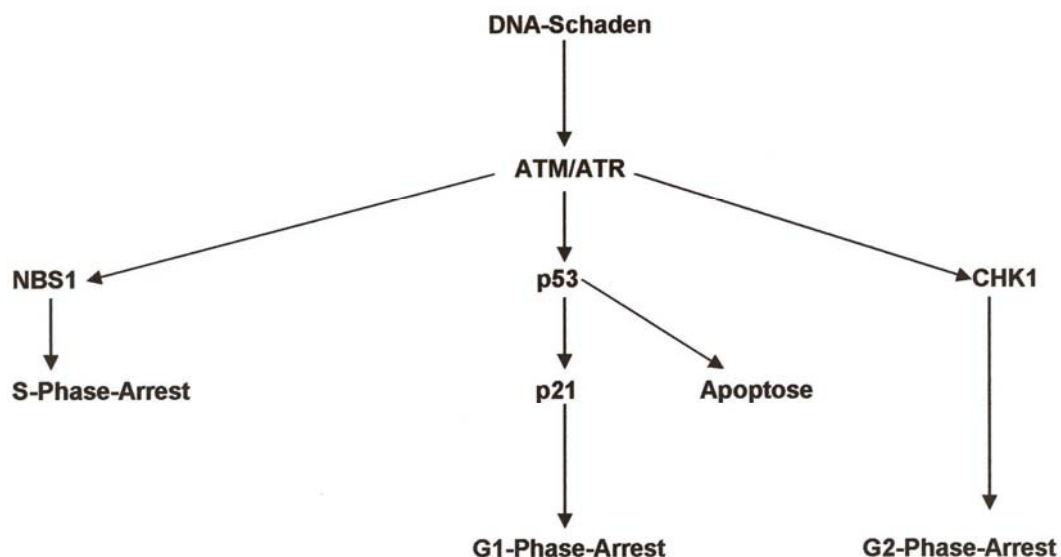 DNA-Schaden
ATM/ATR
NBS1
p53
CHK1
S-Phase-Arrest
p21
Apoptose
G1-Phase-Arrest
G2-Phase-Arrest